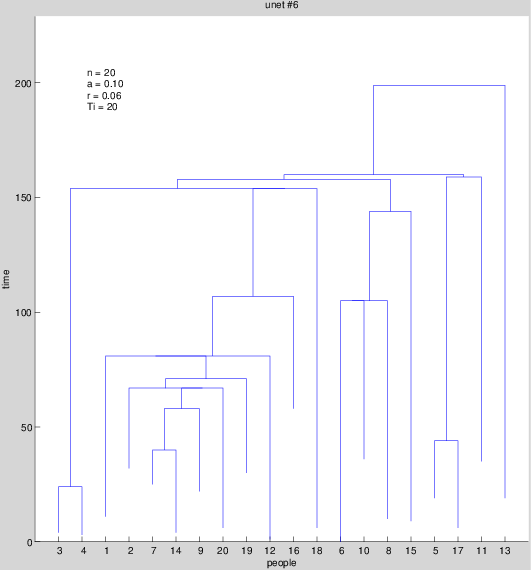 unet #6
n = 20
a = 0.10
r = 0.06
Ti = 20
200
150
100
50
0
time
3 4 1 2 7 14 9 20 19 12 16 18 6 10 8 15 5 17 11 13
people